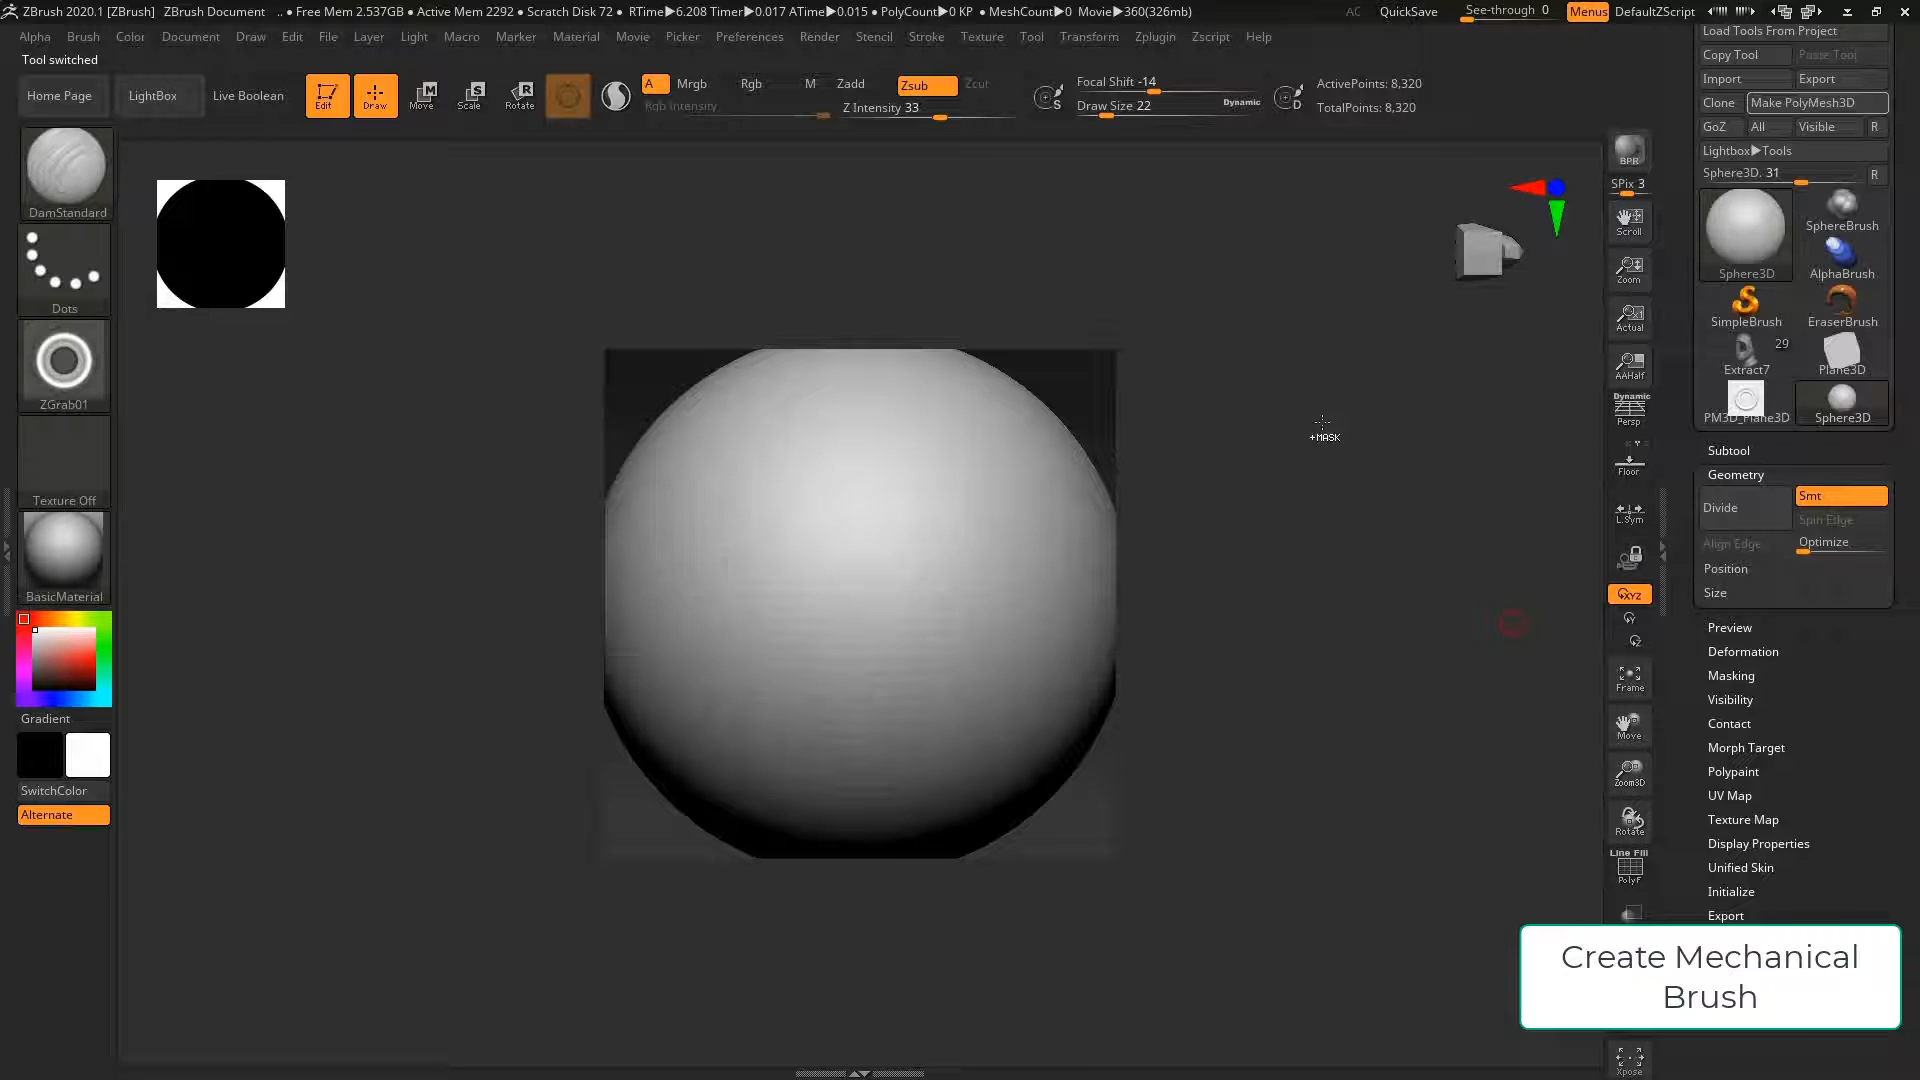 ZBrush 2020.1 [ZBrush] ZBrush Document .. ● Free Mem 2.537GB ● Active Mem 2292 ● Scratch Disk 72 ● RTime▶6.208 Timer▶0.017 ATime▶0.015 ● PolyCount▶0 KP ● MeshCount▶0 Movie▶360(326mb) AC QuickSave See-through 0 Menus DefaultZScript
Alpha Brush Color Document Draw Edit File Layer Light Macro Marker Material Movie Picker Preferences Render Stencil Stroke Texture Tool Transform Zplugin Zscript Help
Tool switched
Home Page LightBox Live Boolean Edit Draw Move Scale Rotate
A Mrgb Rgb M Zadd Zsub Zcut
Rgb Intensity Z Intensity 33
Focal Shift -14
Draw Size 22 Dynamic
S D
ActivePoints: 8,320
TotalPoints: 8,320
DamStandard
Dots
ZGrab01
Texture Off
BasicMaterial
Gradient
SwitchColor
Alternate
+MASK
BPR
SPix 3
Scroll
Zoom
Actual
AAHalf
Dynamic
Persp
Floor
L.Sym
XYZ
Frame
Move
Zoom3D
Rotate
Line Fill
PolyF
Xpose
Load Tools From Project
Copy Tool Paste Tool
Import Export
Clone Make PolyMesh3D
GoZ All Visible R
Lightbox▶Tools
Sphere3D. 31 R
Sphere3D SphereBrush
AlphaBrush
SimpleBrush EraserBrush
29
Extract7 Plane3D
PM3D_Plane3D Sphere3D
Subtool
Geometry
Divide Smt
Spin Edge
Align Edge Optimize
Position
Size
Preview
Deformation
Masking
Visibility
Contact
Morph Target
Polypaint
UV Map
Texture Map
Display Properties
Unified Skin
Initialize
Export
Create Mechanical
Brush